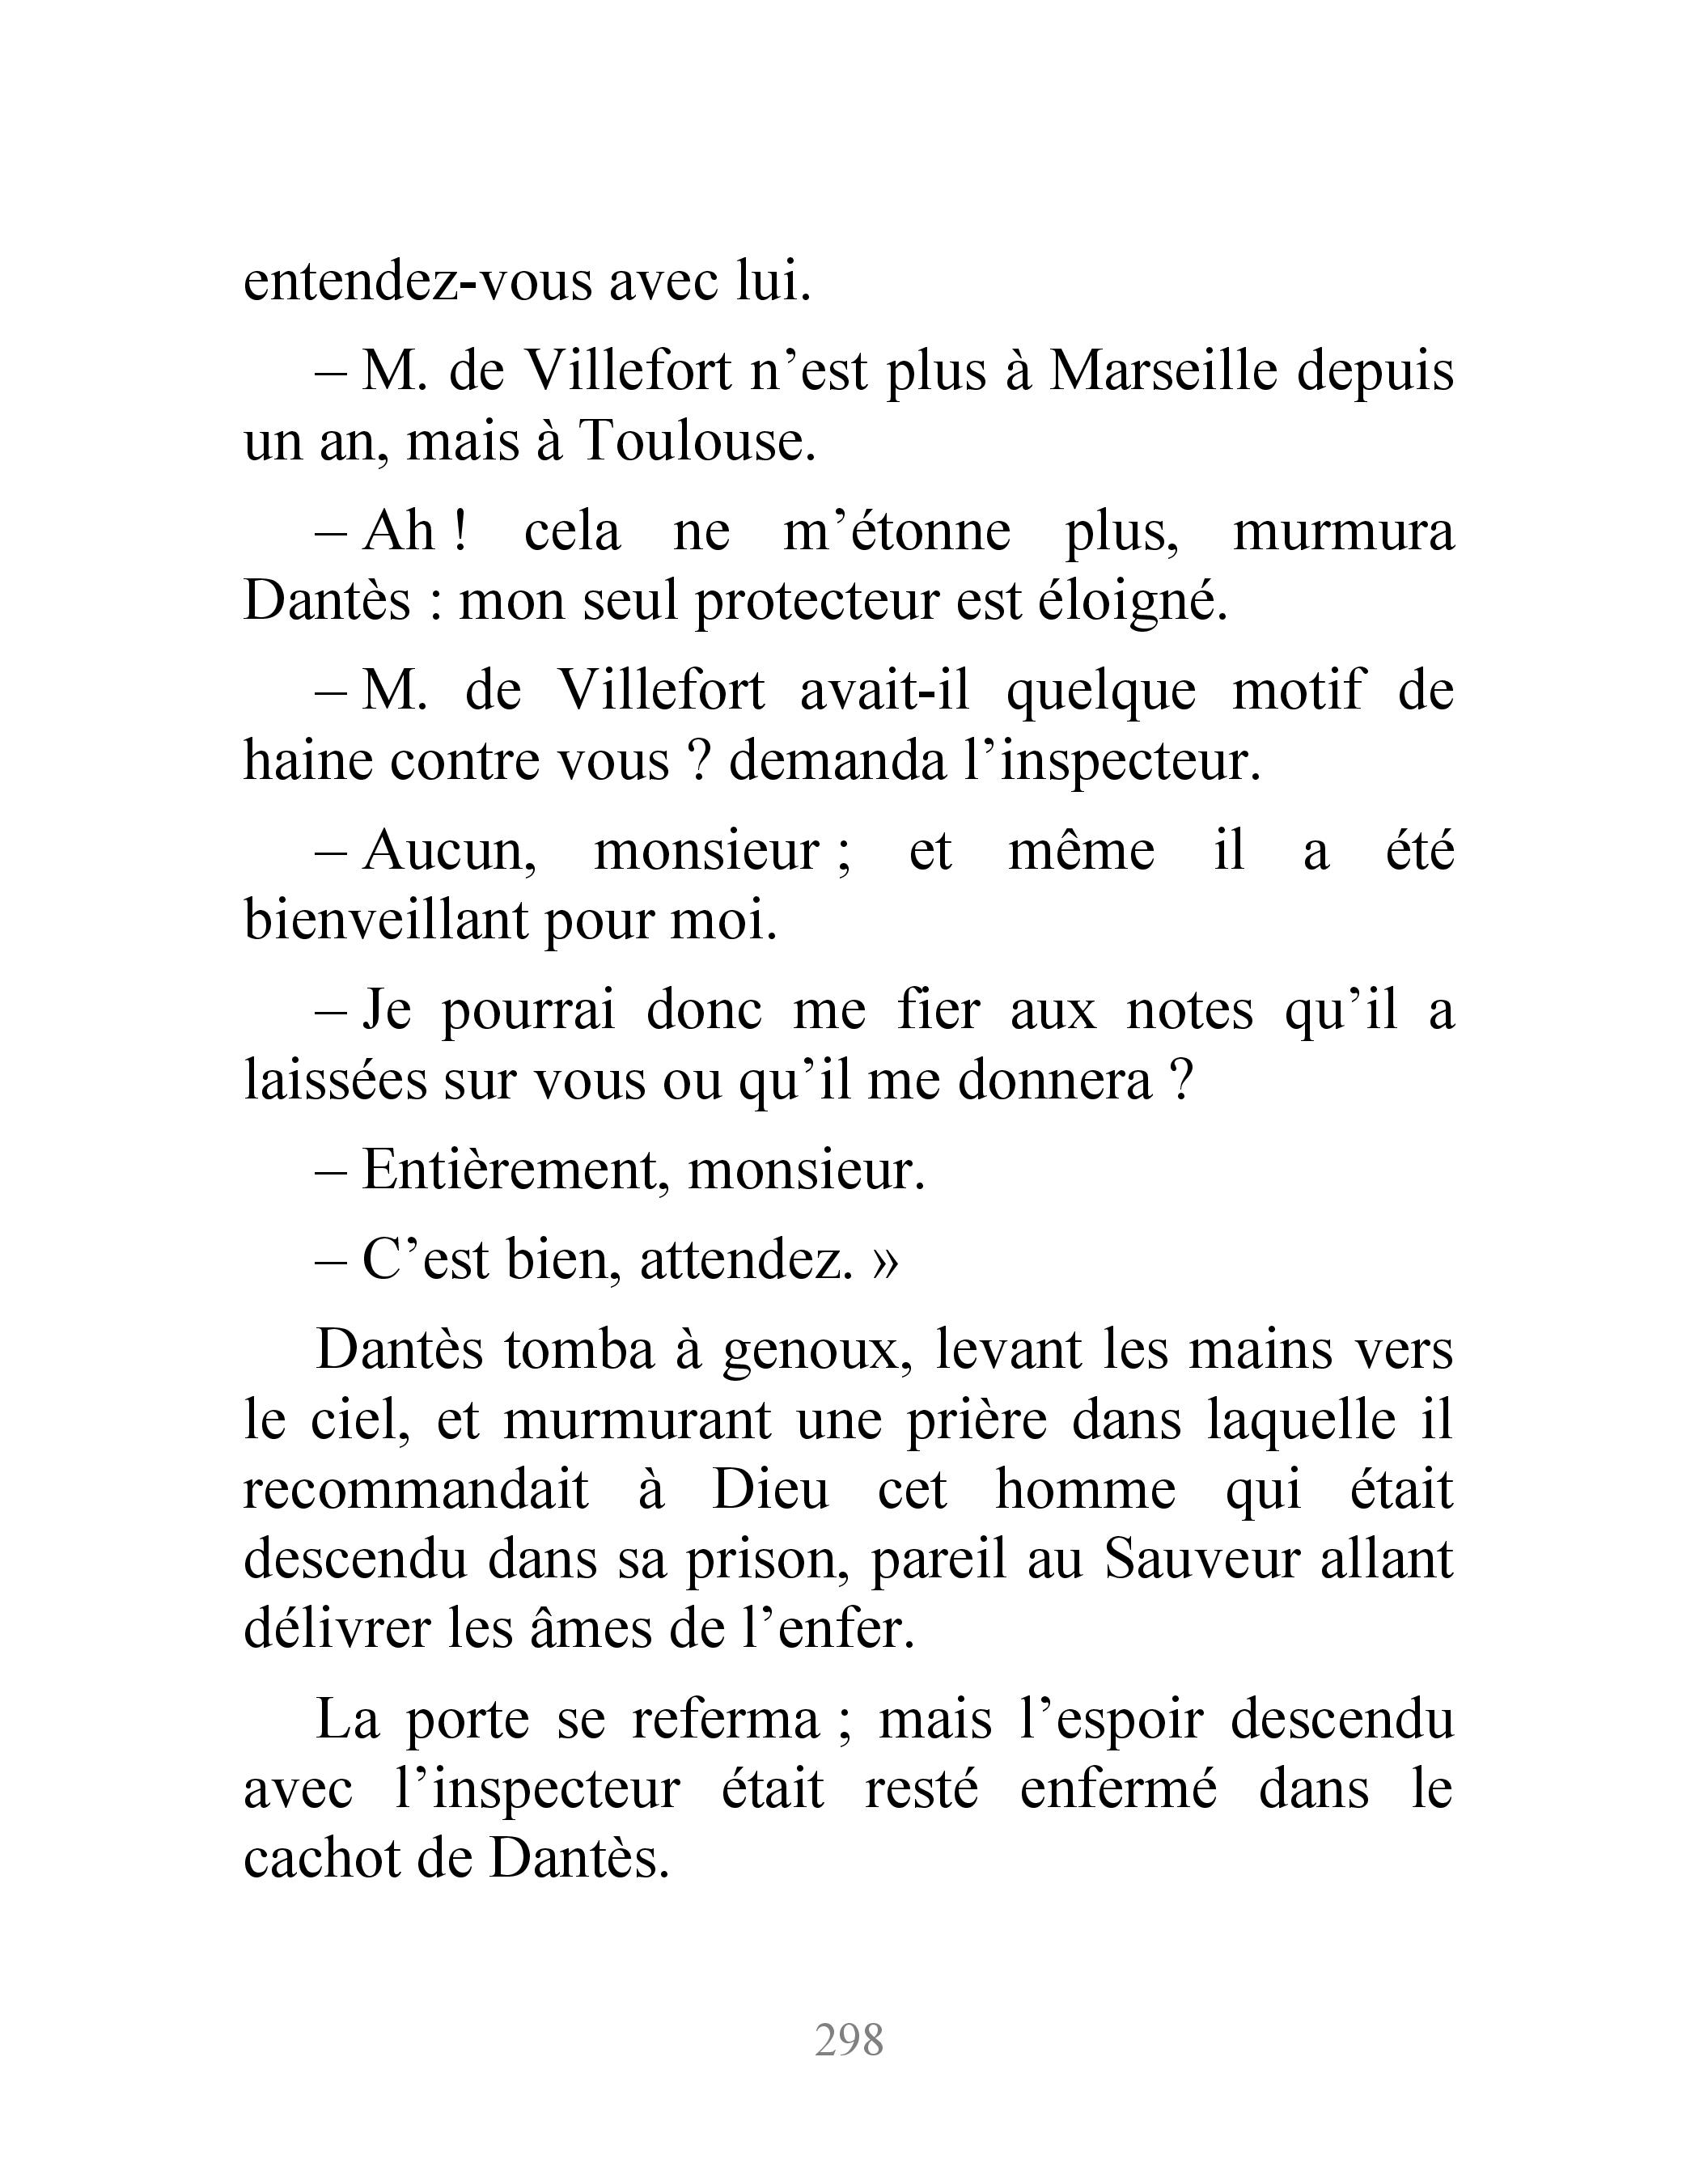 entendez-vous avec lui.
– M. de Villefort n’est plus à Marseille depuis
un an, mais à Toulouse.
– Ah ! cela ne m’étonne plus, murmura
Dantès : mon seul protecteur est éloigné.
– M. de Villefort avait-il quelque motif de
haine contre vous ? demanda l’inspecteur.
– Aucun, monsieur ; et même il a été
bienveillant pour moi.
– Je pourrai donc me fier aux notes qu’il a
laissées sur vous ou qu’il me donnera ?
– Entièrement, monsieur.
– C’est bien, attendez. »
Dantès tomba à genoux, levant les mains vers
le ciel, et murmurant une prière dans laquelle il
recommandait à Dieu cet homme qui était
descendu dans sa prison, pareil au Sauveur allant
délivrer les âmes de l’enfer.
La porte se referma ; mais l’espoir descendu
avec l’inspecteur était resté enfermé dans le
cachot de Dantès.
298